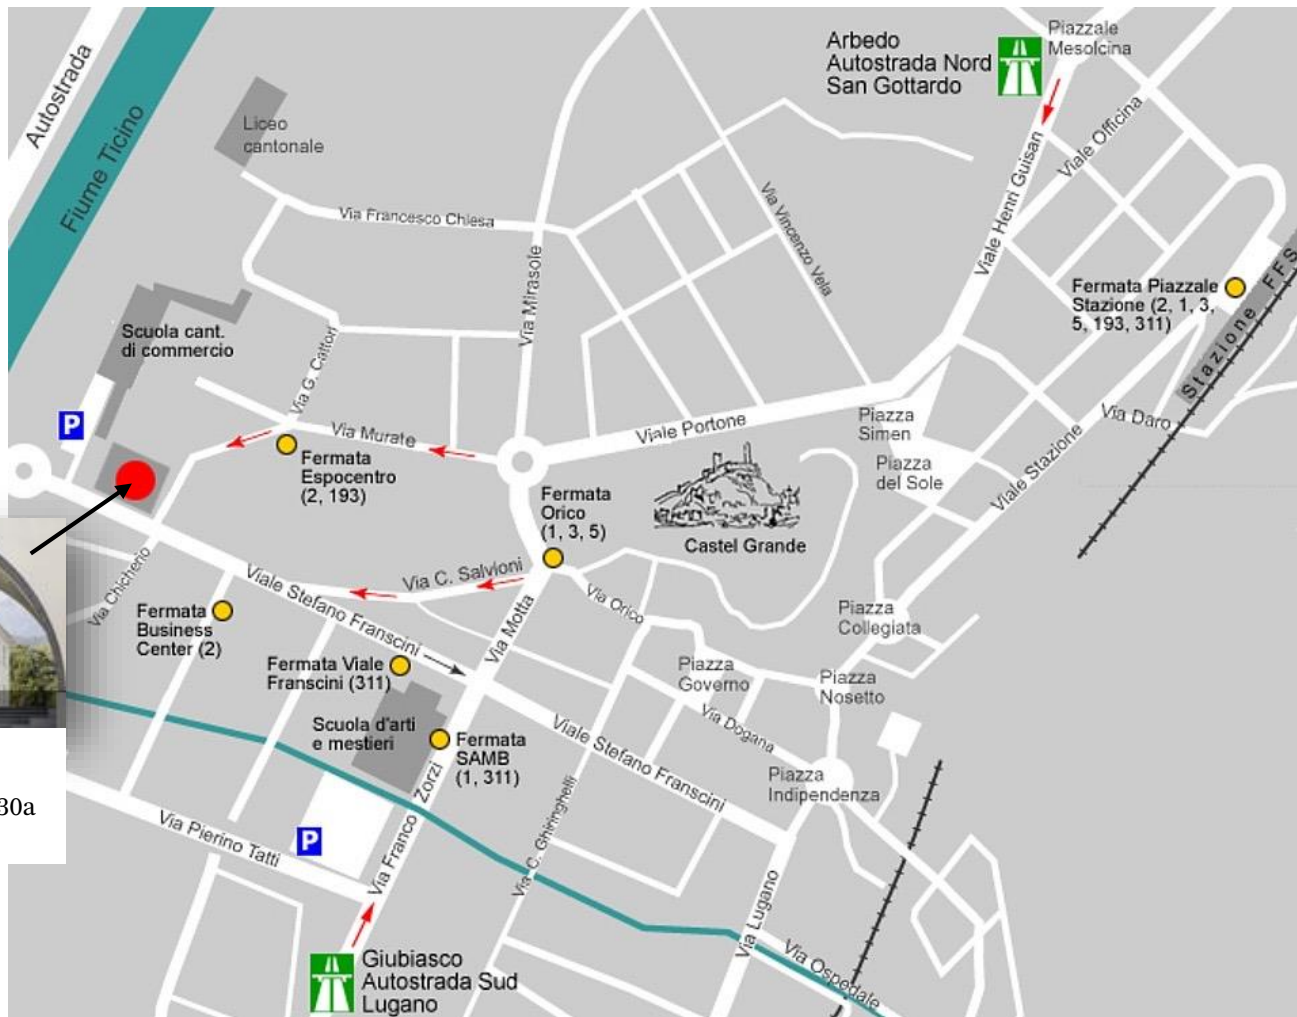 Autostrada
Fiume Ticino
Liceo
cantonale
Via Francesco Chiesa
Via Mirasole
Via Vincenzo Vela
Arbedo
Autostrada Nord
San Gottardo
Piazzale
Mesolcina
Viale Henri Guisan
Viale Officina
Fermata Piazzale
Stazione (2, 1, 3,
5, 193, 311)
Stazione FFS
Scuola cant.
di commercio
Via G. Cattori
P
Via Murate
Fermata
Espocentro
(2, 193)
Viale Portone
Piazza
Simen
Piazza
del Sole
Viale Stazione
Via Daro
Fermata
Orico
(1, 3, 5)
Castel Grande
Via C. Salvioni
Via Chicherio
Viale Stefano Franscini
Via Motta
Via Orico
Piazza
Collegiata
Fermata
Business
Center (2)
Fermata Viale
Franscini (311)
Piazza
Governo
Piazza
Nosetto
Scuola d'arti
e mestieri
Fermata
SAMB
(1, 311)
Viale Stefano Franscini
Via Dogana
Piazza
Indipendenza
30a
Via Pierino Tatti
P
Via Franco Zorzi
Via C. Ghiringhelli
Via Lugano
Via Ospedale
Giubiasco
Autostrada Sud
Lugano